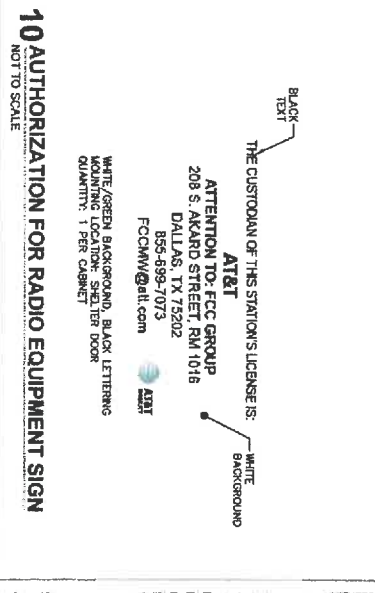 BLACK
TEXT
THE CUSTODIAN OF THIS STATION'S LICENSE IS:
AT&T
ATTENTION TO: FCC GROUP
208 S. AKARD STREET, RM 1016
DALLAS, TX 75202
855-699-7073
FCCMW@att.com
AT&T
WHITE
BACKGROUND
WHITE/GREEN BACKGROUND, BLACK LETTERING
MOUNTING LOCATION: SHELTER DOOR
QUANTITY: 1 PER CABINET
10 AUTHORIZATION FOR RADIO EQUIPMENT SIGN
NOT TO SCALE